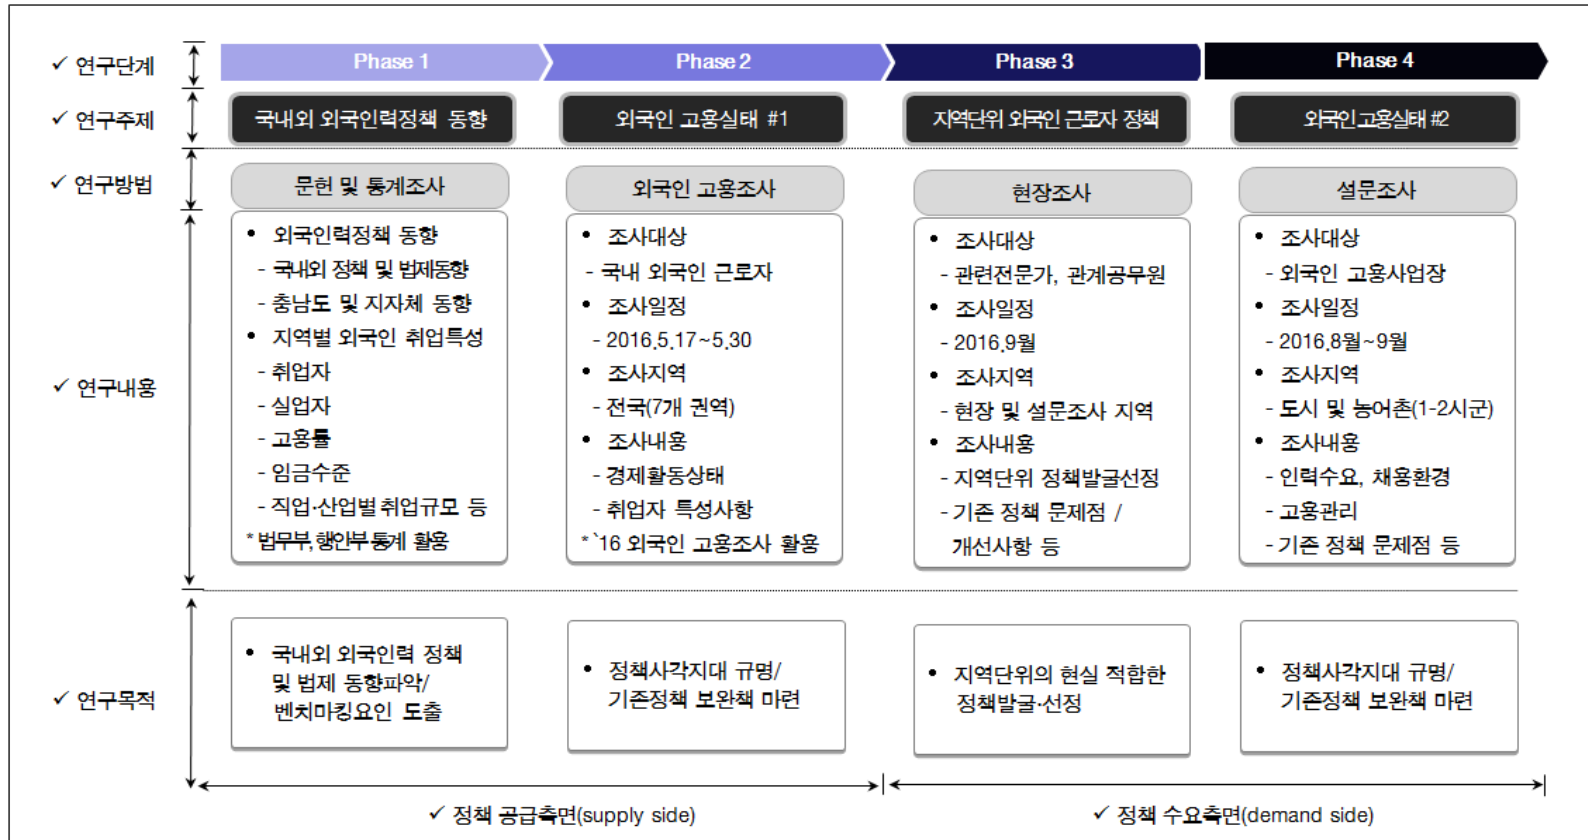 ✓ 연구단계
Phase 1
Phase 2
Phase 3
Phase 4
✓ 연구주제
국내외 외국인력정책 동향
외국인 고용실태 #1
지역단위 외국인 근로자 정책
외국인 고용실태 #2
✓ 연구방법
문헌 및 통계조사
외국인 고용조사
현장조사
설문조사
✓ 연구내용
• 외국인력정책 동향
- 국내외 정책 및 법제동향
- 충남도 및 지자체 동향
• 지역별 외국인 취업특성
- 취업자
- 실업자
- 고용률
- 임금수준
- 직업·산업별 취업규모 등
* 법무부, 행안부 통계 활용
• 조사대상
- 국내 외국인 근로자
• 조사일정
- 2016.5.17~5.30
• 조사지역
- 전국(7개 권역)
• 조사내용
- 경제활동상태
- 취업자 특성사항
* `16 외국인 고용조사 활용
• 조사대상
- 관련전문가, 관계공무원
• 조사일정
- 2016.9월
• 조사지역
- 현장 및 설문조사 지역
• 조사내용
- 지역단위 정책발굴선정
- 기존 정책 문제점 /
개선사항 등
• 조사대상
- 외국인 고용사업장
• 조사일정
- 2016.8월~9월
• 조사지역
- 도시 및 농어촌(1-2시군)
• 조사내용
- 인력수요, 채용환경
- 고용관리
- 기존 정책 문제점 등
✓ 연구목적
• 국내외 외국인력 정책
및 법제 동향파악/
벤치마킹요인 도출
• 정책사각지대 규명/
기존정책 보완책 마련
• 지역단위의 현실 적합한
정책발굴·선정
• 정책사각지대 규명/
기존정책 보완책 마련
✓ 정책 공급측면(supply side)
✓ 정책 수요측면(demand side)